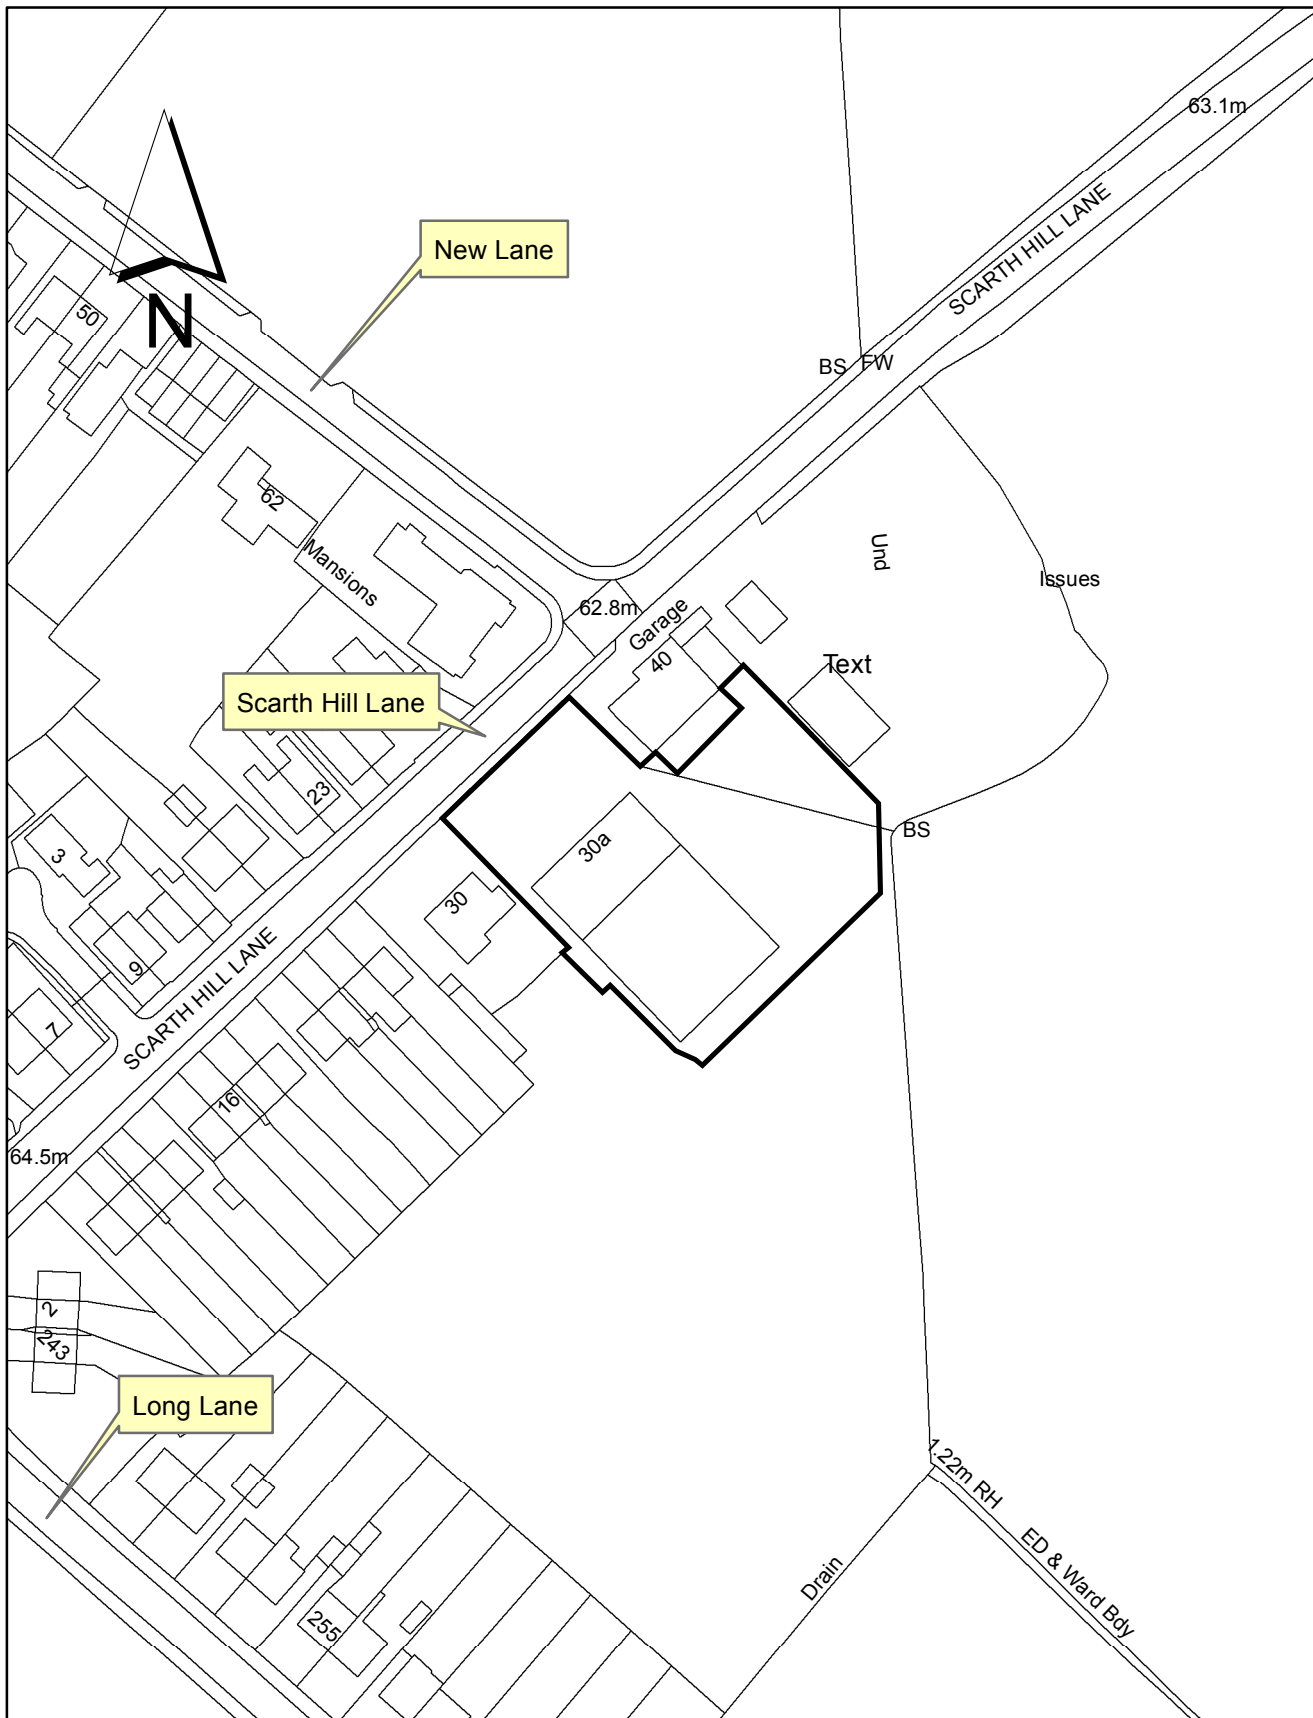 63.1m
SCARTH HILL LANE
New Lane
50
N
BS
FW
62
Mansions
Und
Issues
62.8m
Garage
40
Text
Scarth Hill Lane
23
30a
BS
3
30
9
SCARTH HILL LANE
7
16
64.5m
2
243
Long Lane
1.22m RH
ED & Ward Bdy
Drain
255